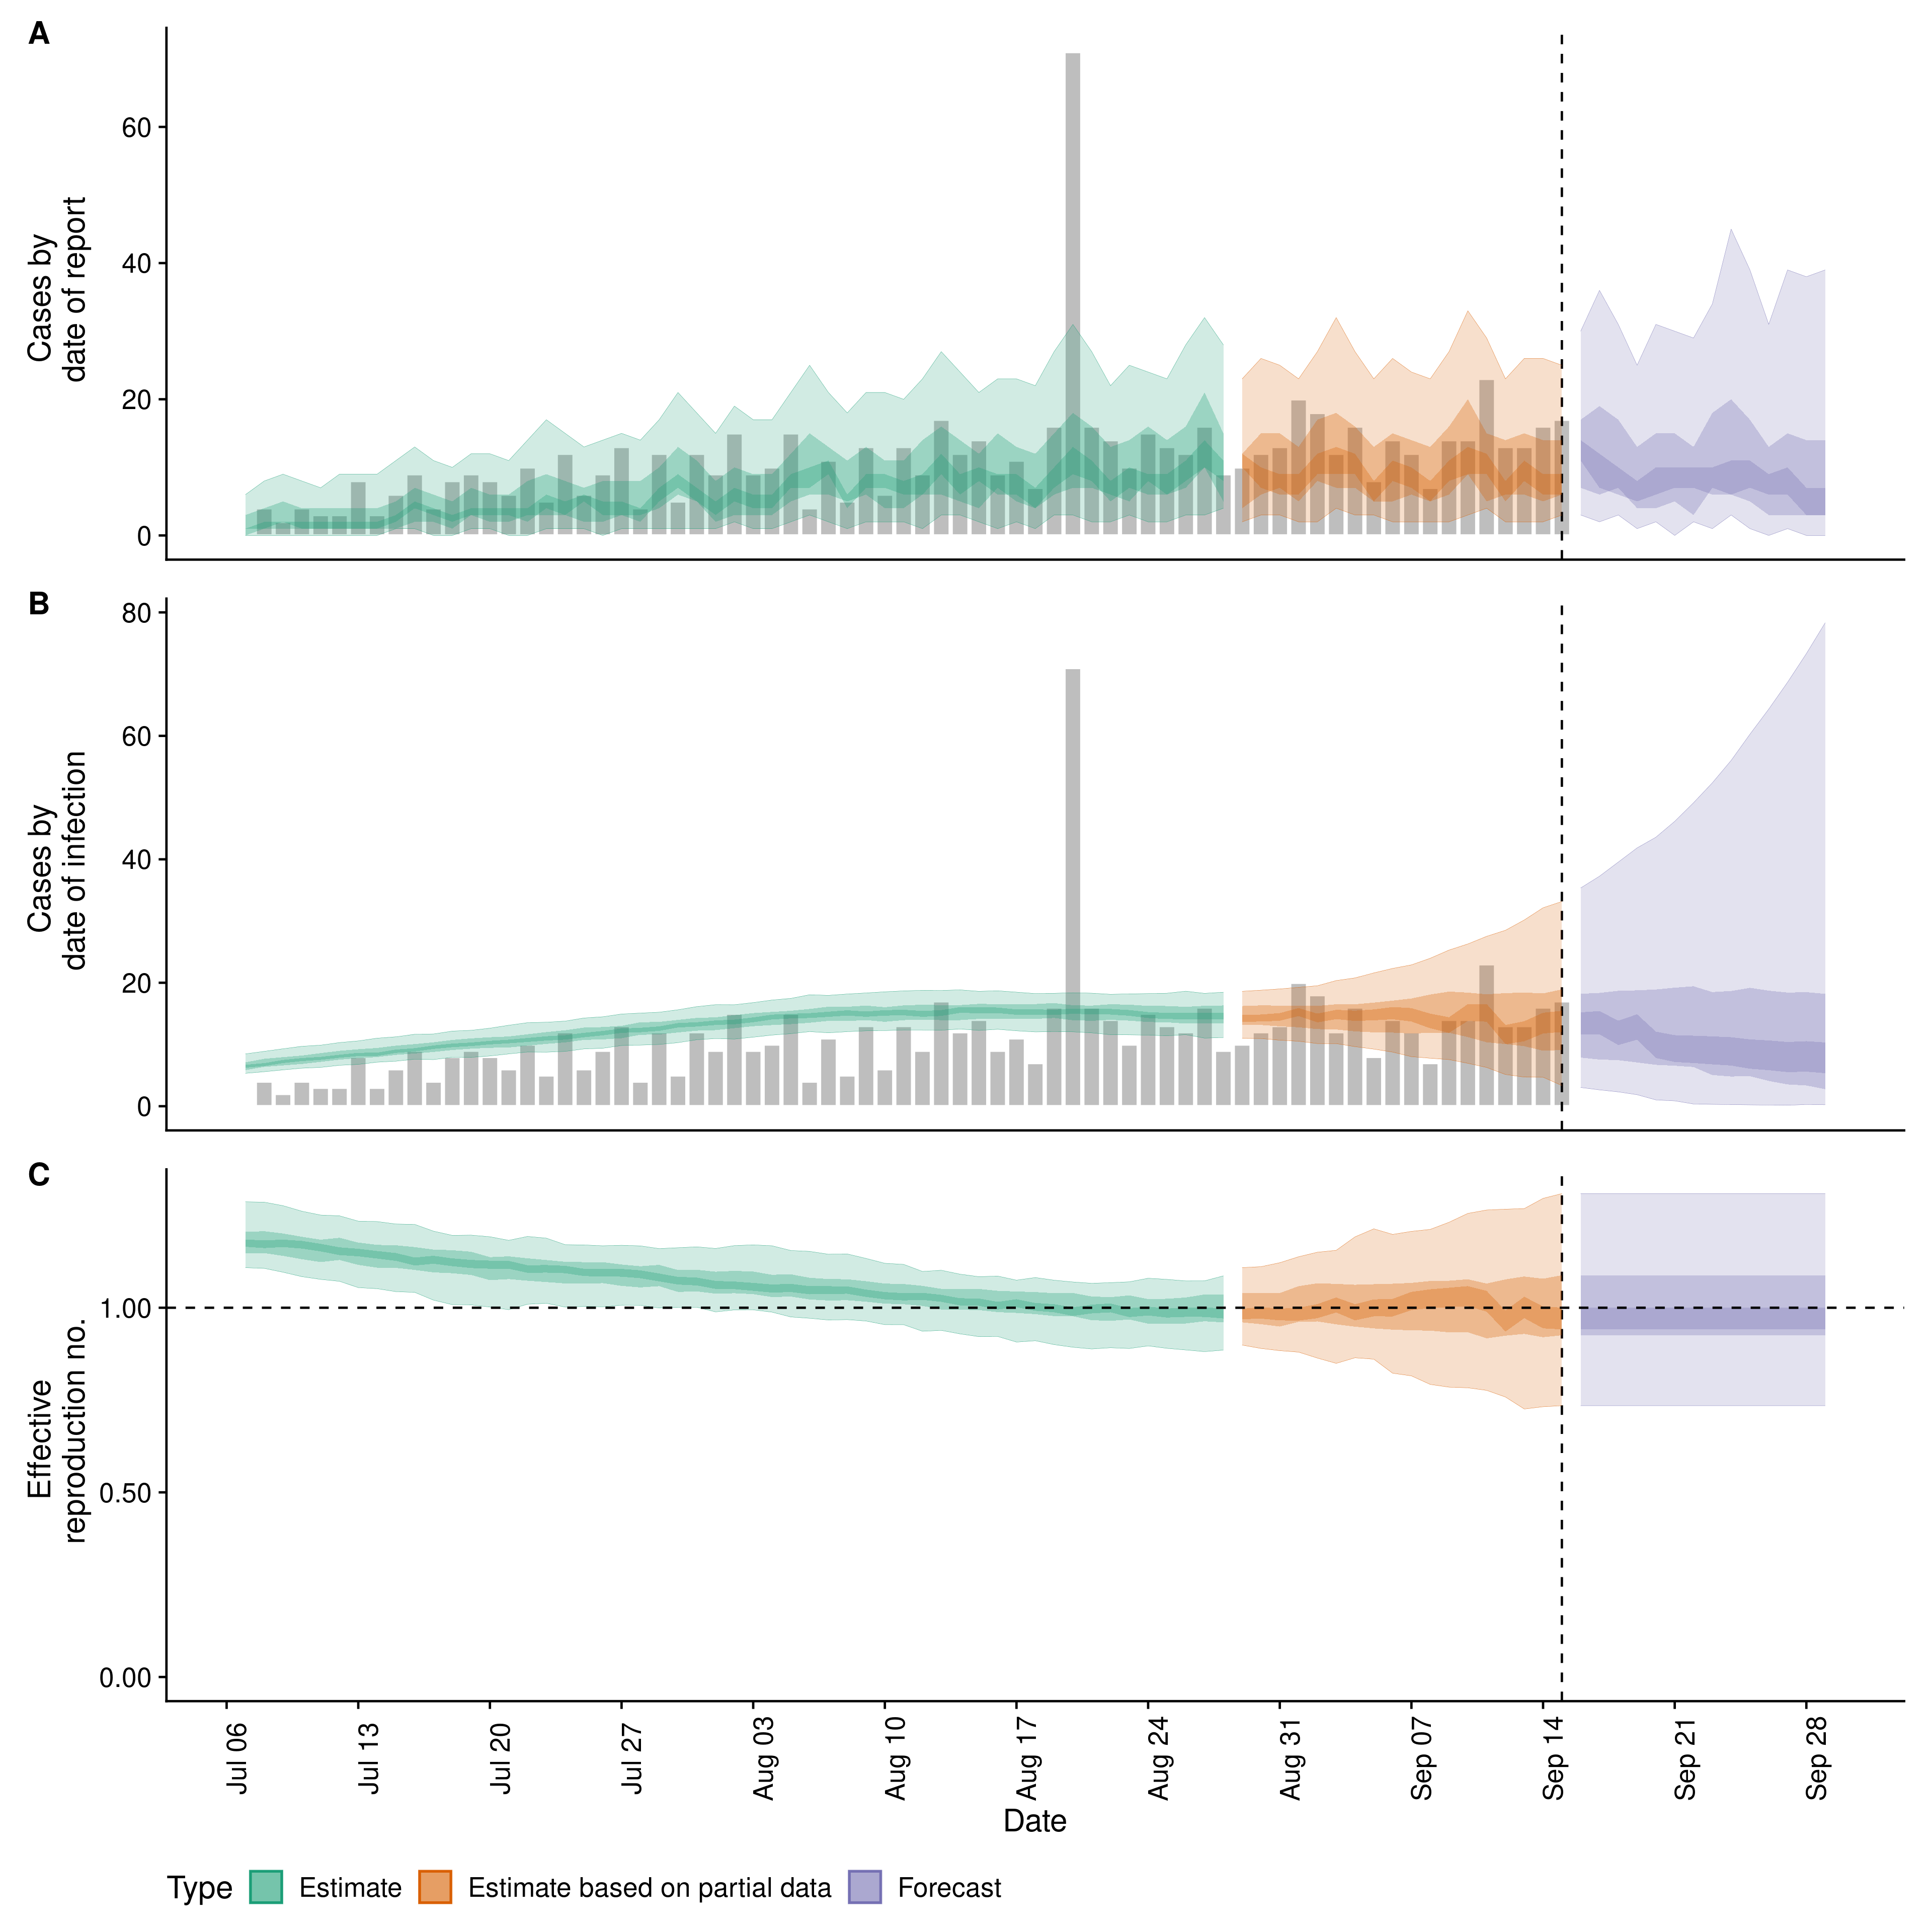 A
Cases by
date of report
60
40
20
0
B
Cases by
date of infection
80
60
40
20
0
C
Effective
reproduction no.
1.00
0.50
0.00
Jul 06
Jul 13
Jul 20
Jul 27
Aug 03
Aug 10
Aug 17
Aug 24
Aug 31
Sep 07
Sep 14
Sep 21
Sep 28
Date
Type Estimate Estimate based on partial data Forecast